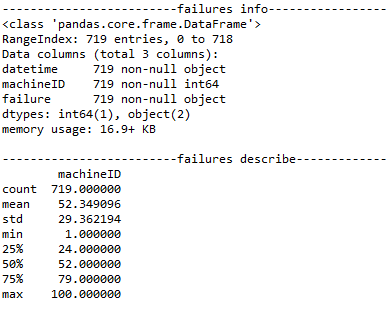 -------------------------failures info-----------------
<class 'pandas.core.frame.DataFrame'>
RangeIndex: 719 entries, 0 to 718
Data columns (total 3 columns):
datetime     719 non-null object
machineID    719 non-null int64
failure      719 non-null object
dtypes: int64(1), object(2)
memory usage: 16.9+ KB
-------------------------failures describe-------------
        machineID
count  719.000000
mean    52.349096
std     29.362194
min      1.000000
25%     24.000000
50%     52.000000
75%     79.000000
max    100.000000